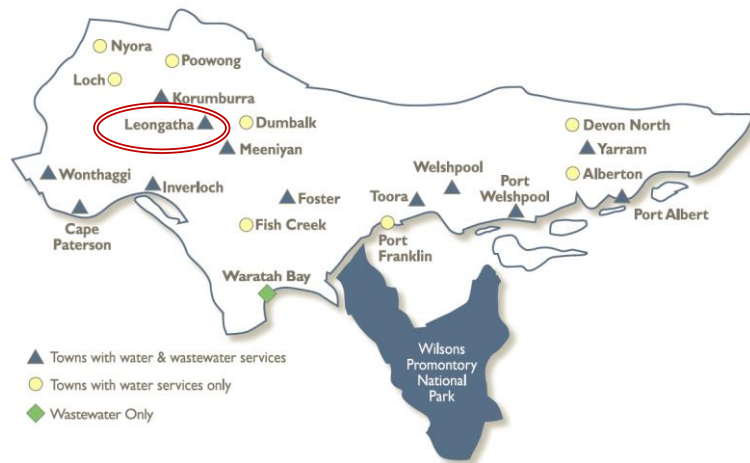 Nyora
Poowong
Loch
Korumburra
Leongatha
Dumbalk
Devon North
Meeniyan
Yarram
Wonthaggi
Welshpool
Alberton
Inverloch
Foster
Toora
Port
Welshpool
Port Albert
Cape
Paterson
Fish Creek
Port
Franklin
Waratah Bay
Wilsons
Promontory
National
Park
Towns with water & wastewater services
Towns with water services only
Wastewater Only